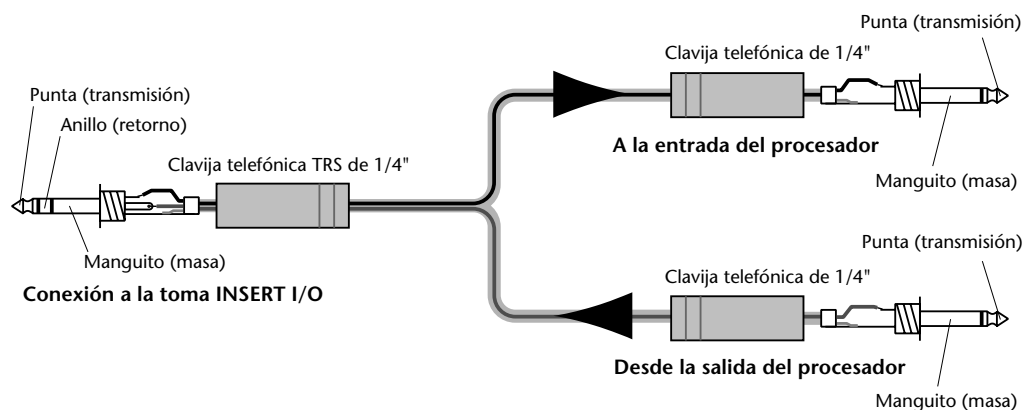 Punta (transmisión)
Anillo (retorno)
Clavija telefónica TRS de 1/4"
Manguito (masa)
Conexión a la toma INSERT I/O
Punta (transmisión)
Clavija telefónica de 1/4"
A la entrada del procesador
Manguito (masa)
Punta (transmisión)
Clavija telefónica de 1/4"
Desde la salida del procesador
Manguito (masa)